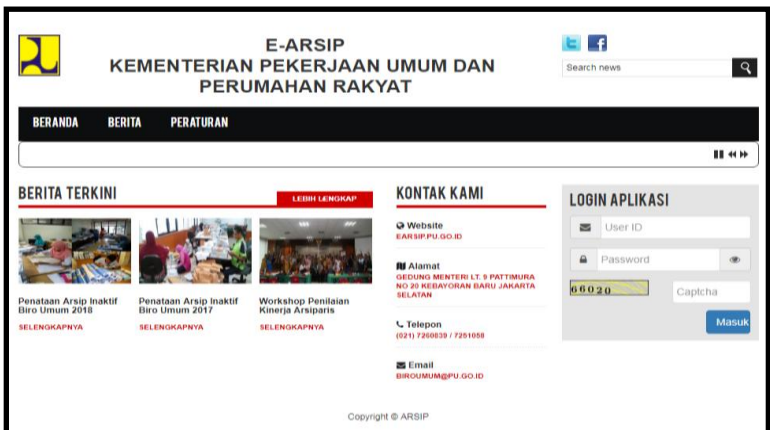 E-ARSIP
KEMENTERIAN PEKERJAAN UMUM DAN
PERUMAHAN RAKYAT
Search news
BERANDA BERITA PERATURAN
BERITA TERKINI
LEBIH LENGKAP
Penataan Arsip Inaktif
Biro Umum 2018
SELENGKAPNYA
Penataan Arsip Inaktif
Biro Umum 2017
SELENGKAPNYA
Workshop Penilaian
Kinerja Arsiparis
SELENGKAPNYA
KONTAK KAMI
Website
EARSIP.PU.GO.ID
Alamat
GEDUNG MENTERI LT. 9 PATTIMURA
NO 20 KEBAYORAN BARU JAKARTA
SELATAN
Telepon
(021) 7260839 / 7251058
Email
BIROUMUM@PU.GO.ID
LOGIN APLIKASI
User ID
Password
66020
Captcha
Masuk
Copyright © ARSIP